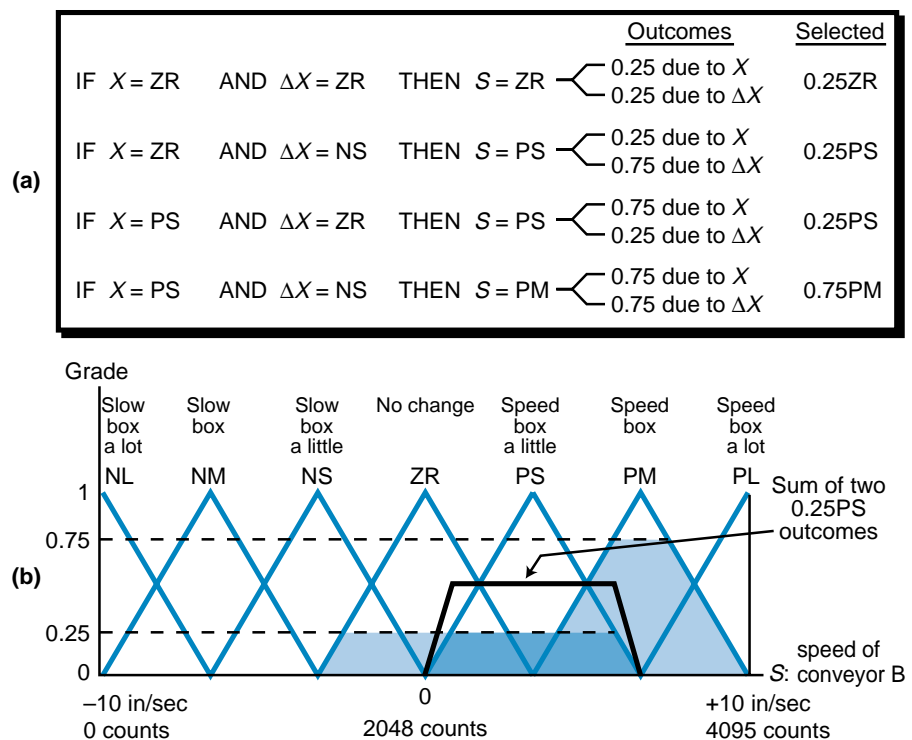 Outcomes Selected
IF X = ZR AND ΔX = ZR THEN S = ZR 0.25 due to X 0.25 due to ΔX 0.25ZR
IF X = ZR AND ΔX = NS THEN S = PS 0.25 due to X 0.75 due to ΔX 0.25PS
(a)
IF X = PS AND ΔX = ZR THEN S = PS 0.75 due to X 0.25 due to ΔX 0.25PS
IF X = PS AND ΔX = NS THEN S = PM 0.75 due to X 0.75 due to ΔX 0.75PM
Grade
Slow box a lot
Slow box
Slow box a little
No change
Speed box a little
Speed box
Speed box a lot
NL NM NS ZR PS PM PL
Sum of two
0.25PS
outcomes
1
0.75
(b)
0.25
0
speed of
S: conveyor B
–10 in/sec
0 counts
0
2048 counts
+10 in/sec
4095 counts